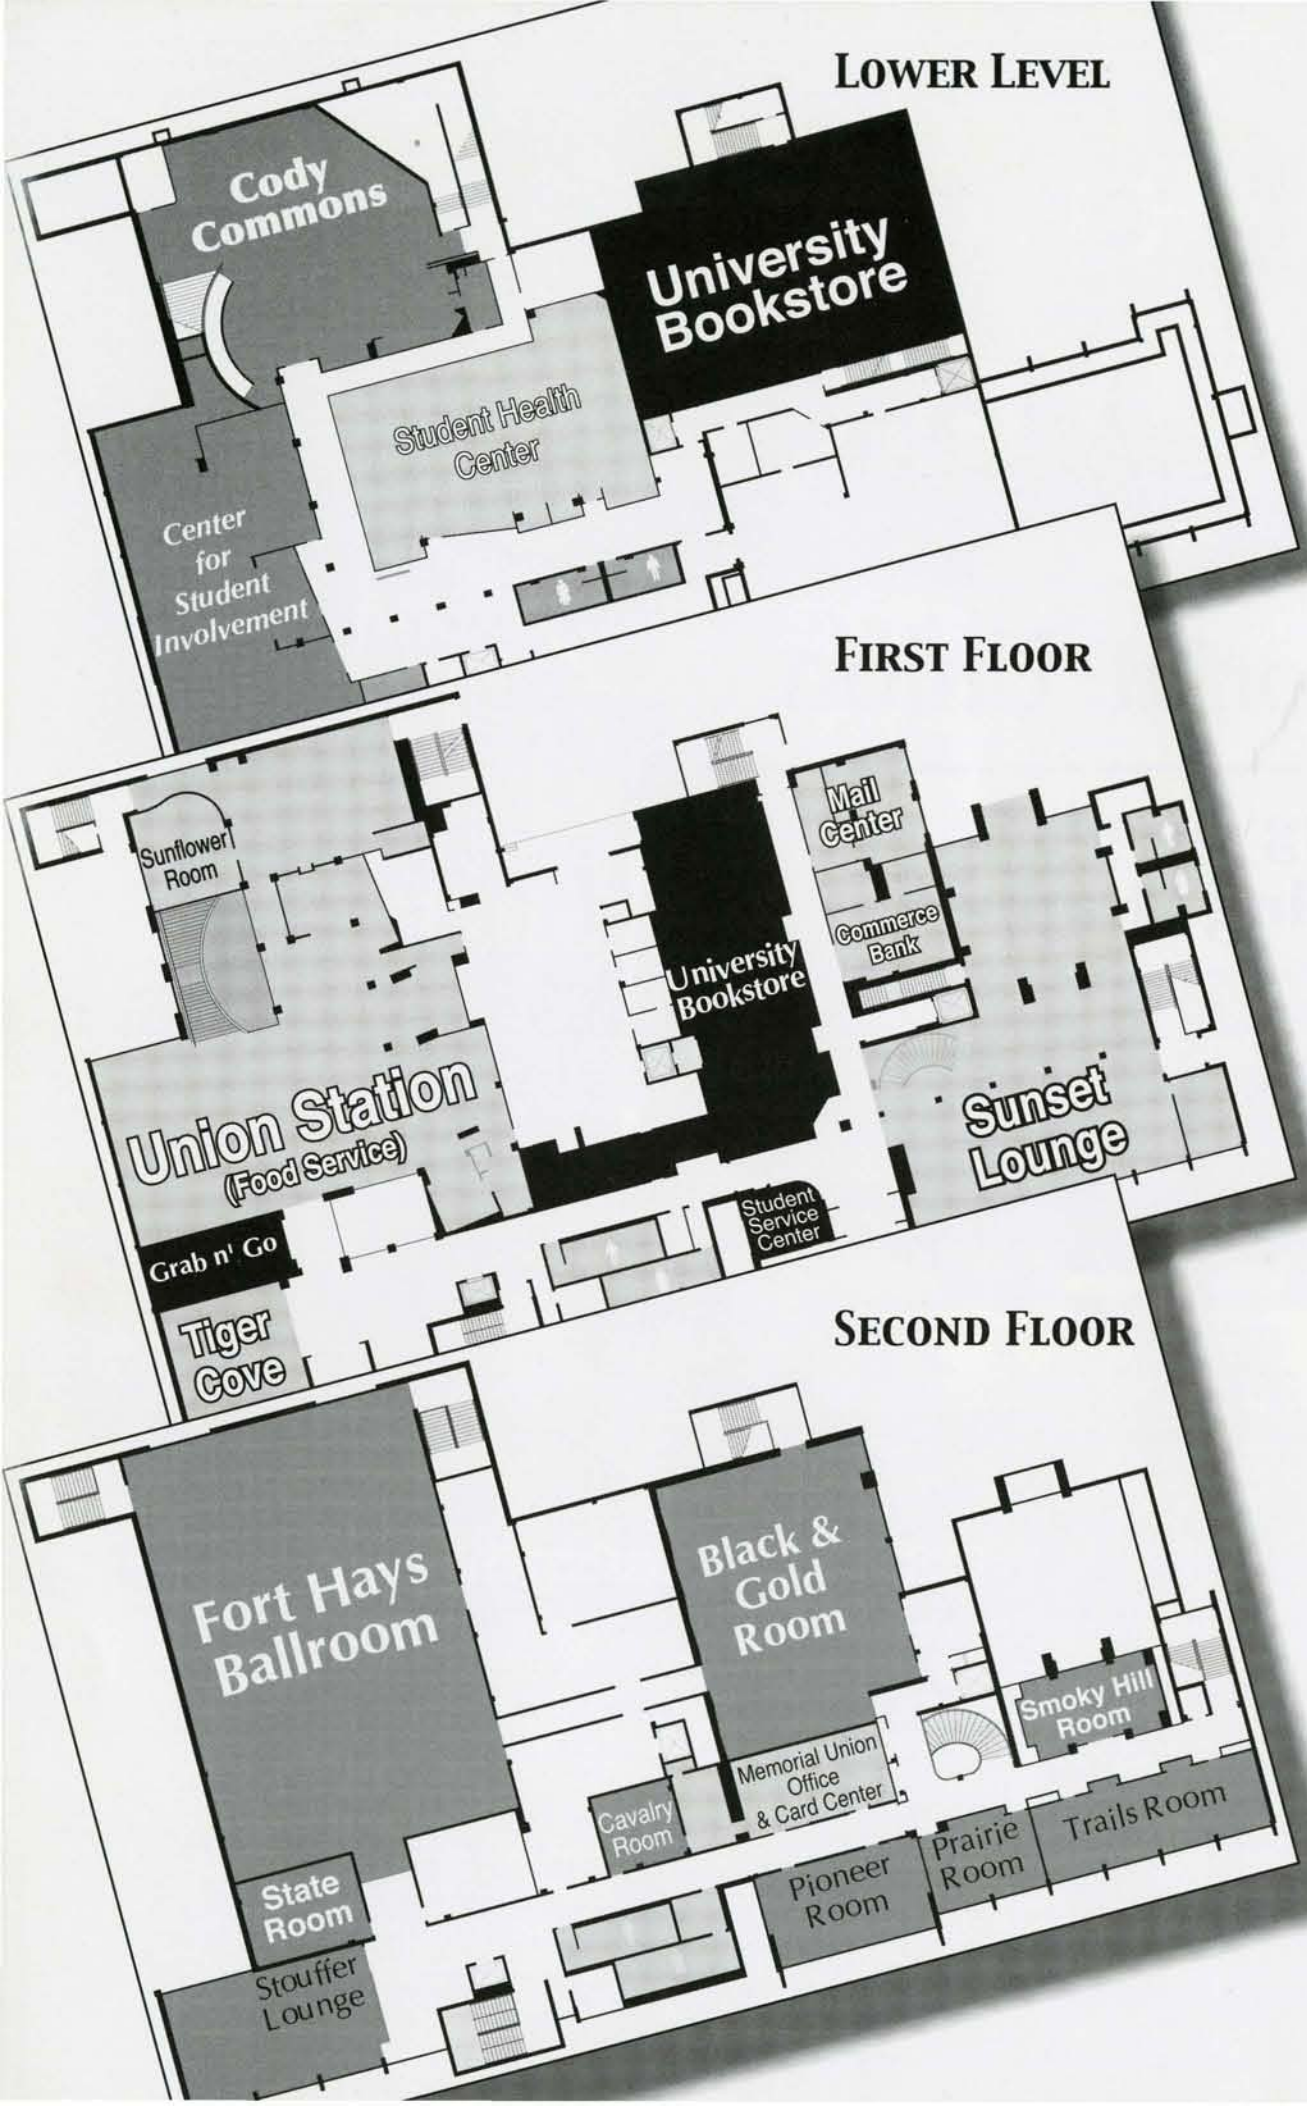 LOWER LEVEL
Cody
Commons
University
Bookstore
Student Health
Center
Center
for
Student
Involvement
FIRST FLOOR
Mail
Center
Sunflower
Room
Commerce
Bank
University
Bookstore
Union Station
(Food Service)
Sunset
Lounge
Student
Service
Center
Grab n' Go
Tiger
Cove
SECOND FLOOR
Fort Hays
Ballroom
Black &
Gold
Room
Smoky Hill
Room
Memorial Union
Office
& Card Center
Cavalry
Room
Trails Room
Prairie
Room
Pioneer
Room
State
Room
Stouffer
Lounge